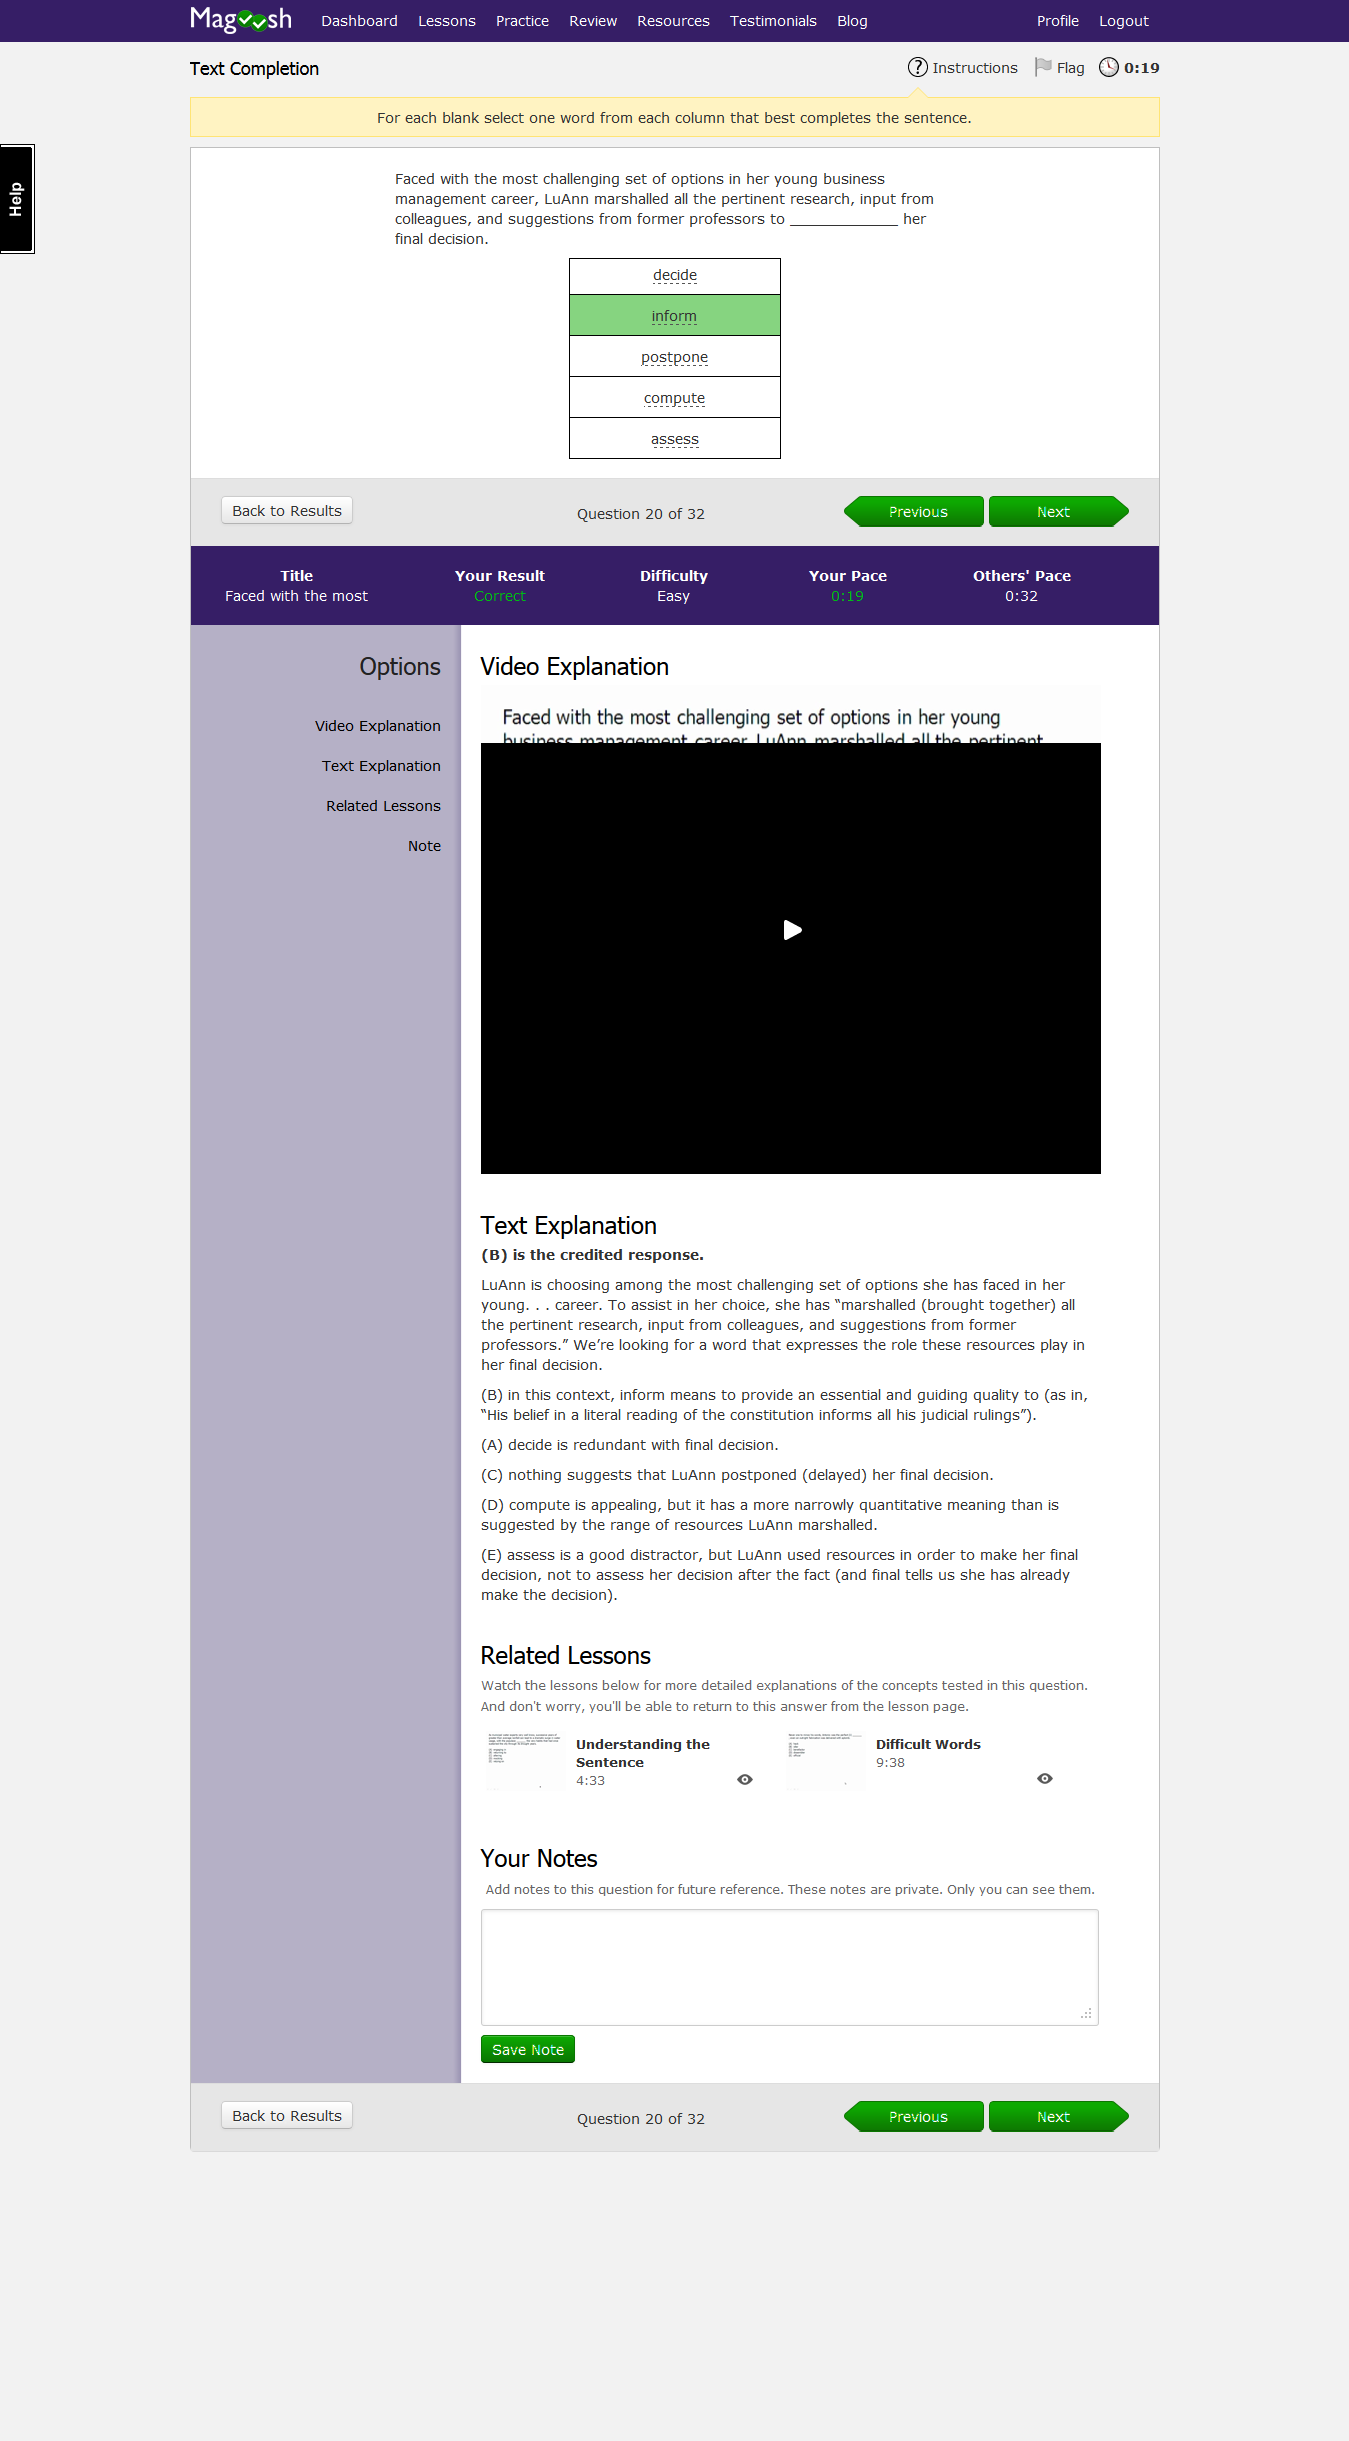 Magoosh Dashboard Lessons Practice Review Resources Testimonials Blog Profile Logout
Text Completion
? Instructions Flag 0:19
For each blank select one word from each column that best completes the sentence.
Help
Faced with the most challenging set of options in her young business
management career, LuAnn marshalled all the pertinent research, input from
colleagues, and suggestions from former professors to _____________ her
final decision.
decide
inform
postpone
compute
assess
Back to Results Question 20 of 32 Previous Next
Title Your Result Difficulty Your Pace Others' Pace
Faced with the most Correct Easy 0:19 0:32
Options
Video Explanation
Text Explanation
Related Lessons
Note
Video Explanation
Faced with the most challenging set of options in her young
business management career, LuAnn marshalled all the pertinent
Text Explanation
(B) is the credited response.
LuAnn is choosing among the most challenging set of options she has faced in her
young. . . career. To assist in her choice, she has “marshalled (brought together) all
the pertinent research, input from colleagues, and suggestions from former
professors.” We’re looking for a word that expresses the role these resources play in
her final decision.
(B) in this context, inform means to provide an essential and guiding quality to (as in,
“His belief in a literal reading of the constitution informs all his judicial rulings”).
(A) decide is redundant with final decision.
(C) nothing suggests that LuAnn postponed (delayed) her final decision.
(D) compute is appealing, but it has a more narrowly quantitative meaning than is
suggested by the range of resources LuAnn marshalled.
(E) assess is a good distractor, but LuAnn used resources in order to make her final
decision, not to assess her decision after the fact (and final tells us she has already
make the decision).
Related Lessons
Watch the lessons below for more detailed explanations of the concepts tested in this question.
And don't worry, you'll be able to return to this answer from the lesson page.
Understanding the
Sentence
4:33
Difficult Words
9:38
Your Notes
Add notes to this question for future reference. These notes are private. Only you can see them.
Save Note
Back to Results Question 20 of 32 Previous Next